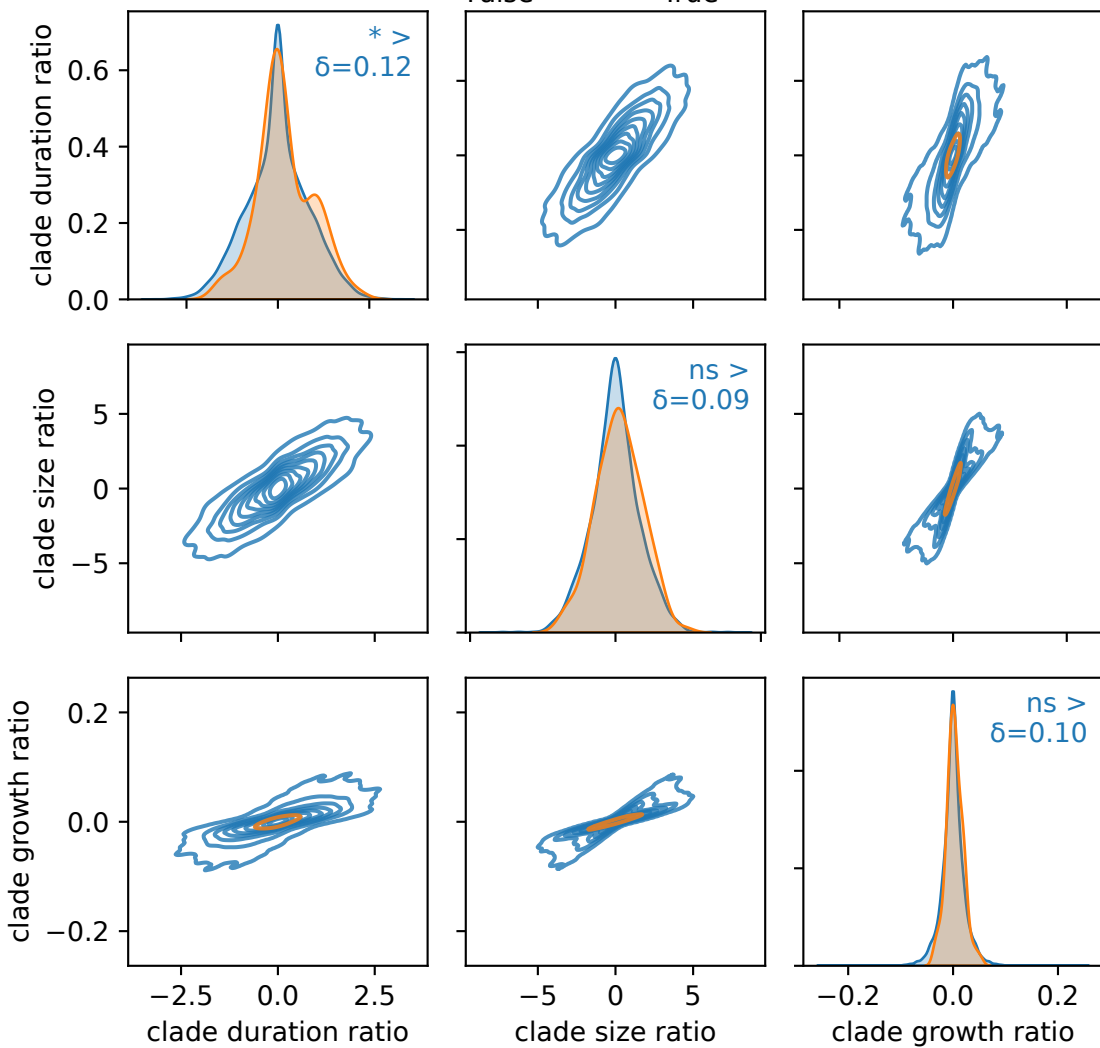 clade duration ratio
0.6
0.4
0.2
0.0
* >
δ=0.12
clade size ratio
5
0
−5
ns >
δ=0.09
clade growth ratio
0.2
0.0
−0.2
ns >
δ=0.10
−2.5 0.0 2.5
−5 0 5
−0.2 0.0 0.2
clade duration ratio
clade size ratio
clade growth ratio